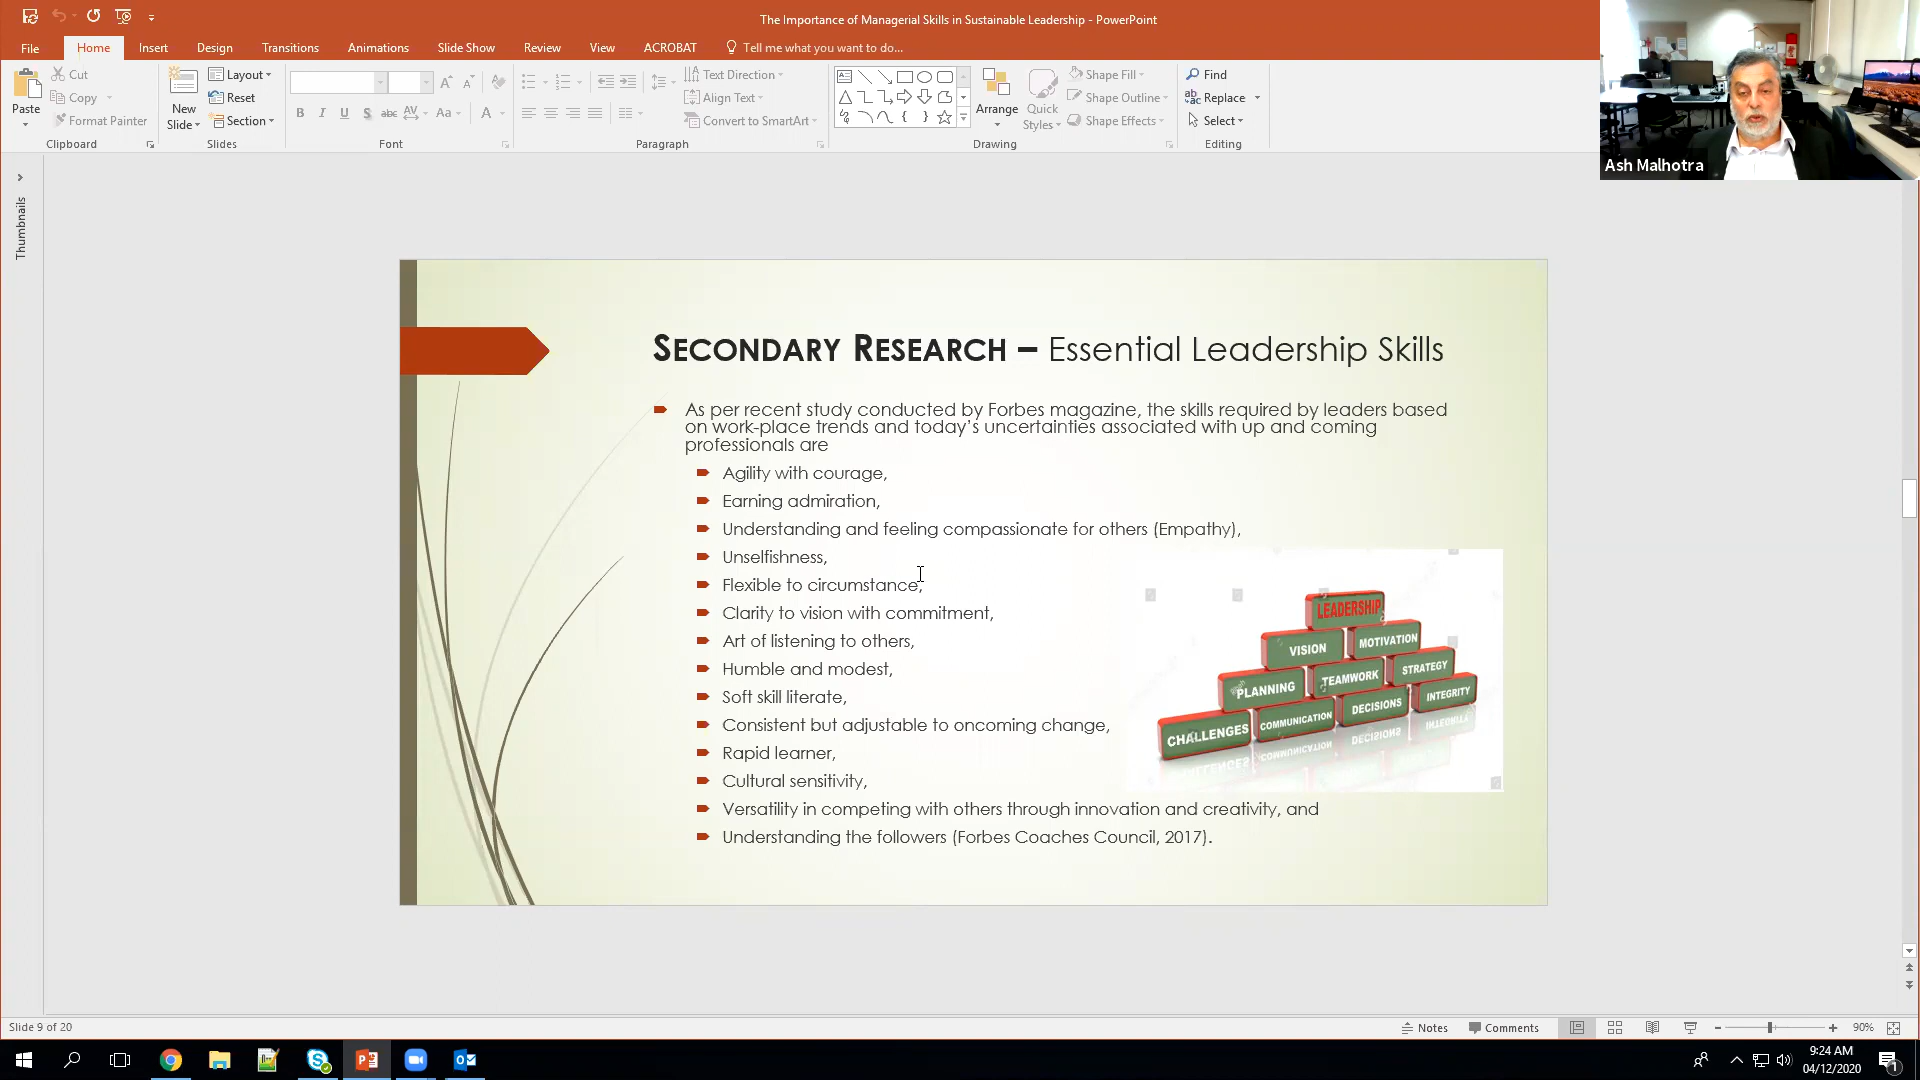 The Importance of Managerial Skills in Sustainable Leadership - PowerPoint
File
Home
Insert
Design
Transitions
Animations
Slide Show
Review
View
ACROBAT
Tell me what you want to do...
Paste
Cut
Copy
Format Painter
Clipboard
New Slide
Layout
Reset
Section
Slides
B I U S abc AV Aa A
Font
Text Direction
Align Text
Convert to SmartArt
Paragraph
Arrange
Quick Styles
Shape Fill
Shape Outline
Shape Effects
Drawing
Find
Replace
Select
Editing
Ash Malhotra
Thumbnails
SECONDARY RESEARCH – Essential Leadership Skills
As per recent study conducted by Forbes magazine, the skills required by leaders based
on work-place trends and today's uncertainties associated with up and coming
professionals are
Agility with courage,
Earning admiration,
Understanding and feeling compassionate for others (Empathy),
Unselfishness,
Flexible to circumstance,
Clarity to vision with commitment,
Art of listening to others,
Humble and modest,
Soft skill literate,
Consistent but adjustable to oncoming change,
Rapid learner,
Cultural sensitivity,
Versatility in competing with others through innovation and creativity, and
Understanding the followers (Forbes Coaches Council, 2017).
LEADERSHIP
VISION MOTIVATION
PLANNING TEAMWORK STRATEGY
CHALLENGES COMMUNICATION DECISIONS INTEGRITY
Slide 9 of 20
Notes
Comments
90%
9:24 AM
04/12/2020
1